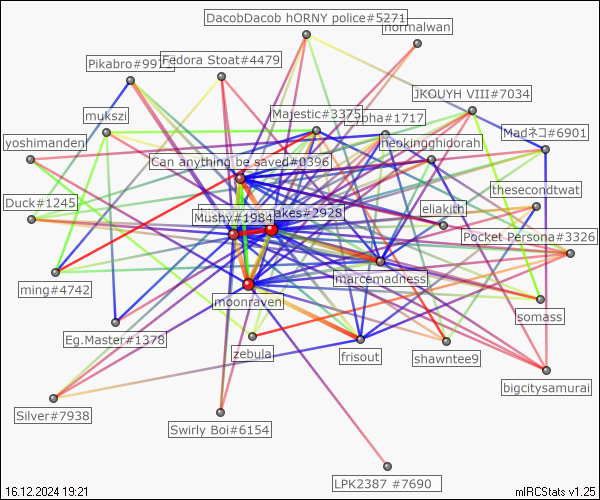 DacobDacob hORNY police#5271
normalwan
Fedora Stoat#4479
Pikabro#99
JKOUYH VIII#7034
mukszi
Majestic#3375
pha#1717
Madネコ#6901
yoshimanden
neokingghidorah
Can anything be saved#0396
thesecondtwat
Duck#1245
eliakith
Mushy#1984
akes#2928
Pocket Persona#3326
ming#4742
marcemadness
moonraven
somass
Eg.Master#1378
zebula
frisout
shawntee9
bigcitysamurai
Silver#7938
Swirly Boi#6154
LPK2387 #7690
16.12.2024 19:21
mIRCStats v1.25